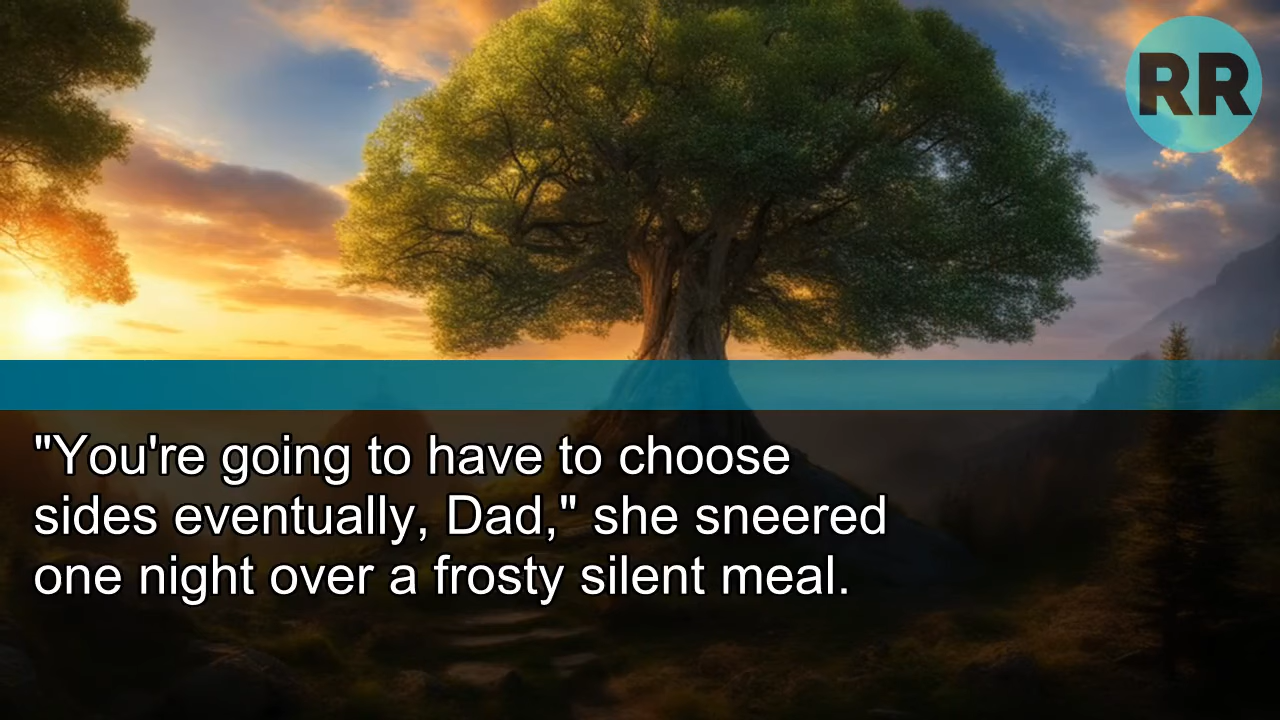 RR
"You're going to have to choose
sides eventually, Dad," she sneered
one night over a frosty silent meal.